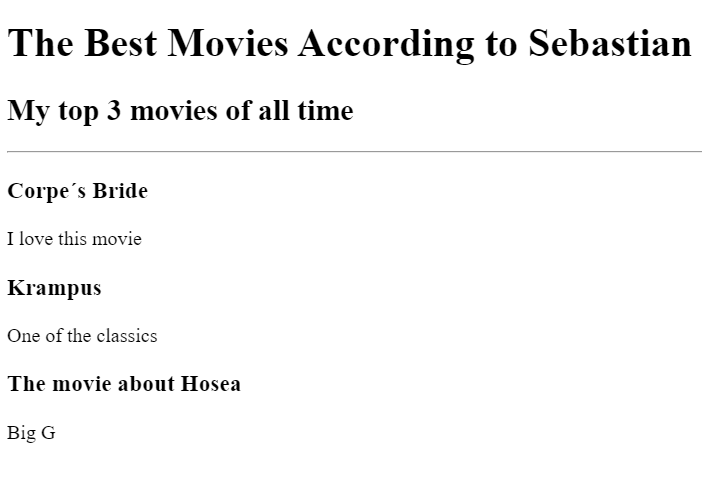 The Best Movies According to Sebastian
My top 3 movies of all time
Corpe´s Bride
I love this movie
Krampus
One of the classics
The movie about Hosea
Big G